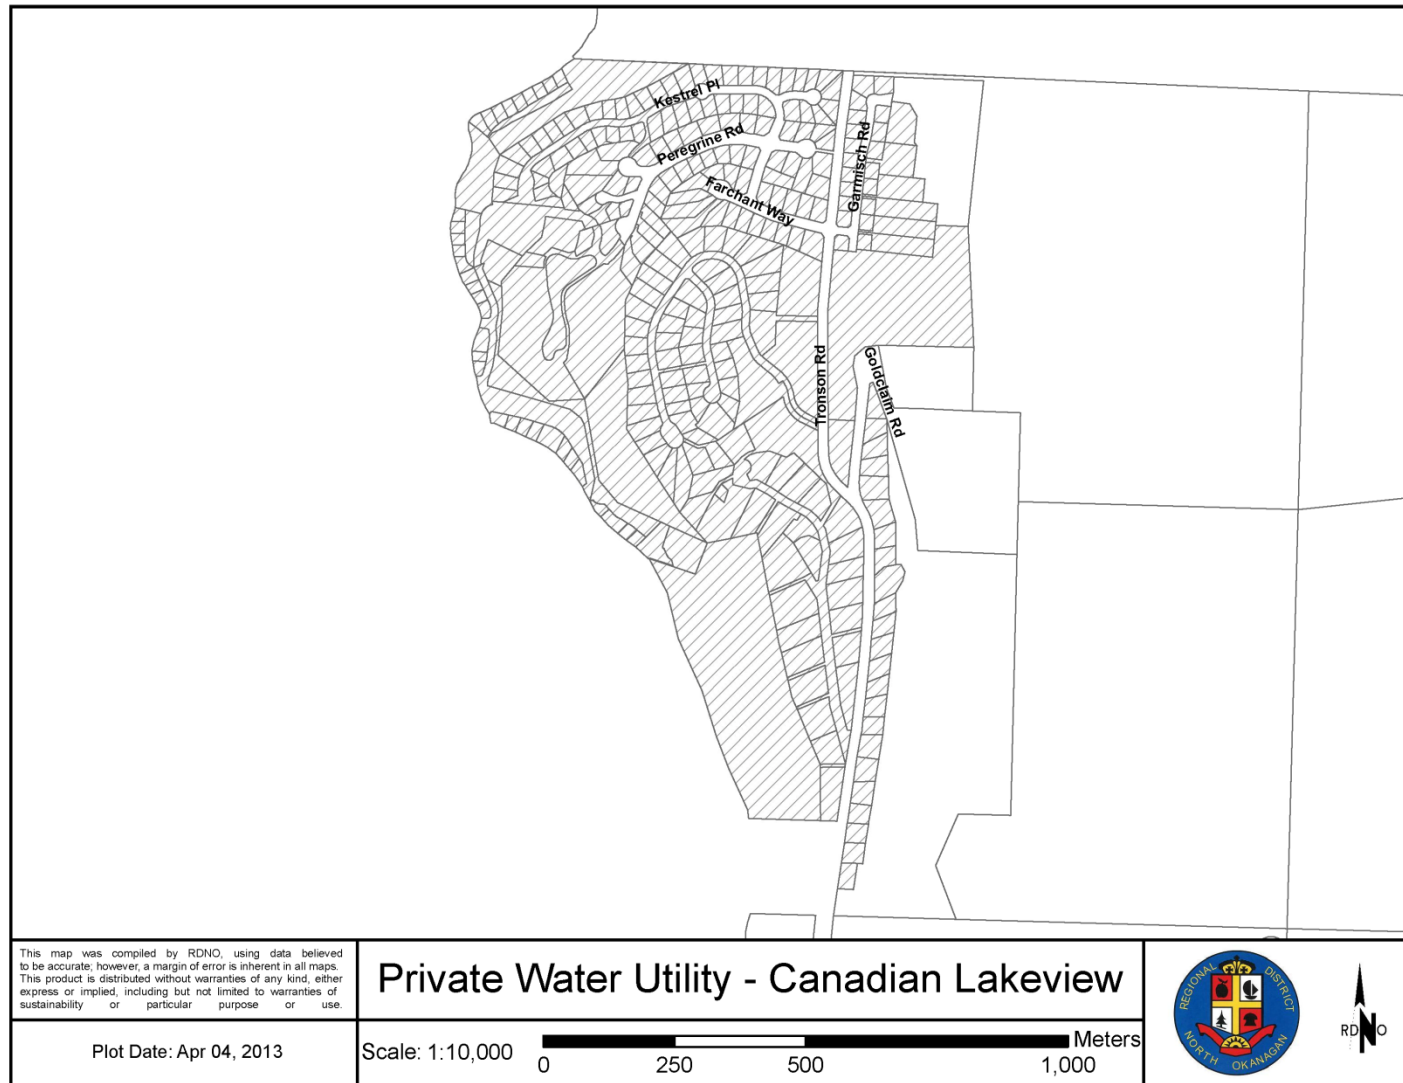 Kestrel Pl
Peregrine Rd
Farchant Way
Garmisch Rd
Tronson Rd
Goldclaim Rd
This map was compiled by RDNO, using data believed
to be accurate; however, a margin of error is inherent in all maps.
This product is distributed without warranties of any kind, either
express or implied, including but not limited to warranties of
sustainability or particular purpose or use.
Plot Date: Apr 04, 2013
Private Water Utility - Canadian Lakeview
Scale: 1:10,000
Meters
0 250 500 1,000
REGIONAL DISTRICT
NORTH OKANAGAN
RDNO